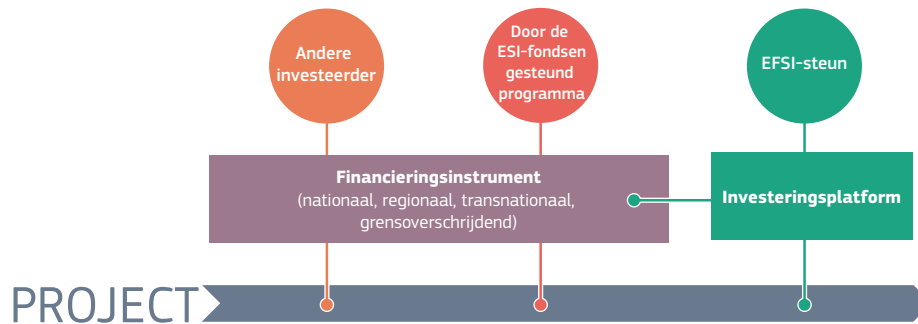 Andere
investeerder
Door de
ESI-fondsen
gesteund
programma
EFSI-steun
Financieringsinstrument
(nationaal, regionaal, transnationaal,
grensoverschrijdend)
Investeringsplatform
PROJECT